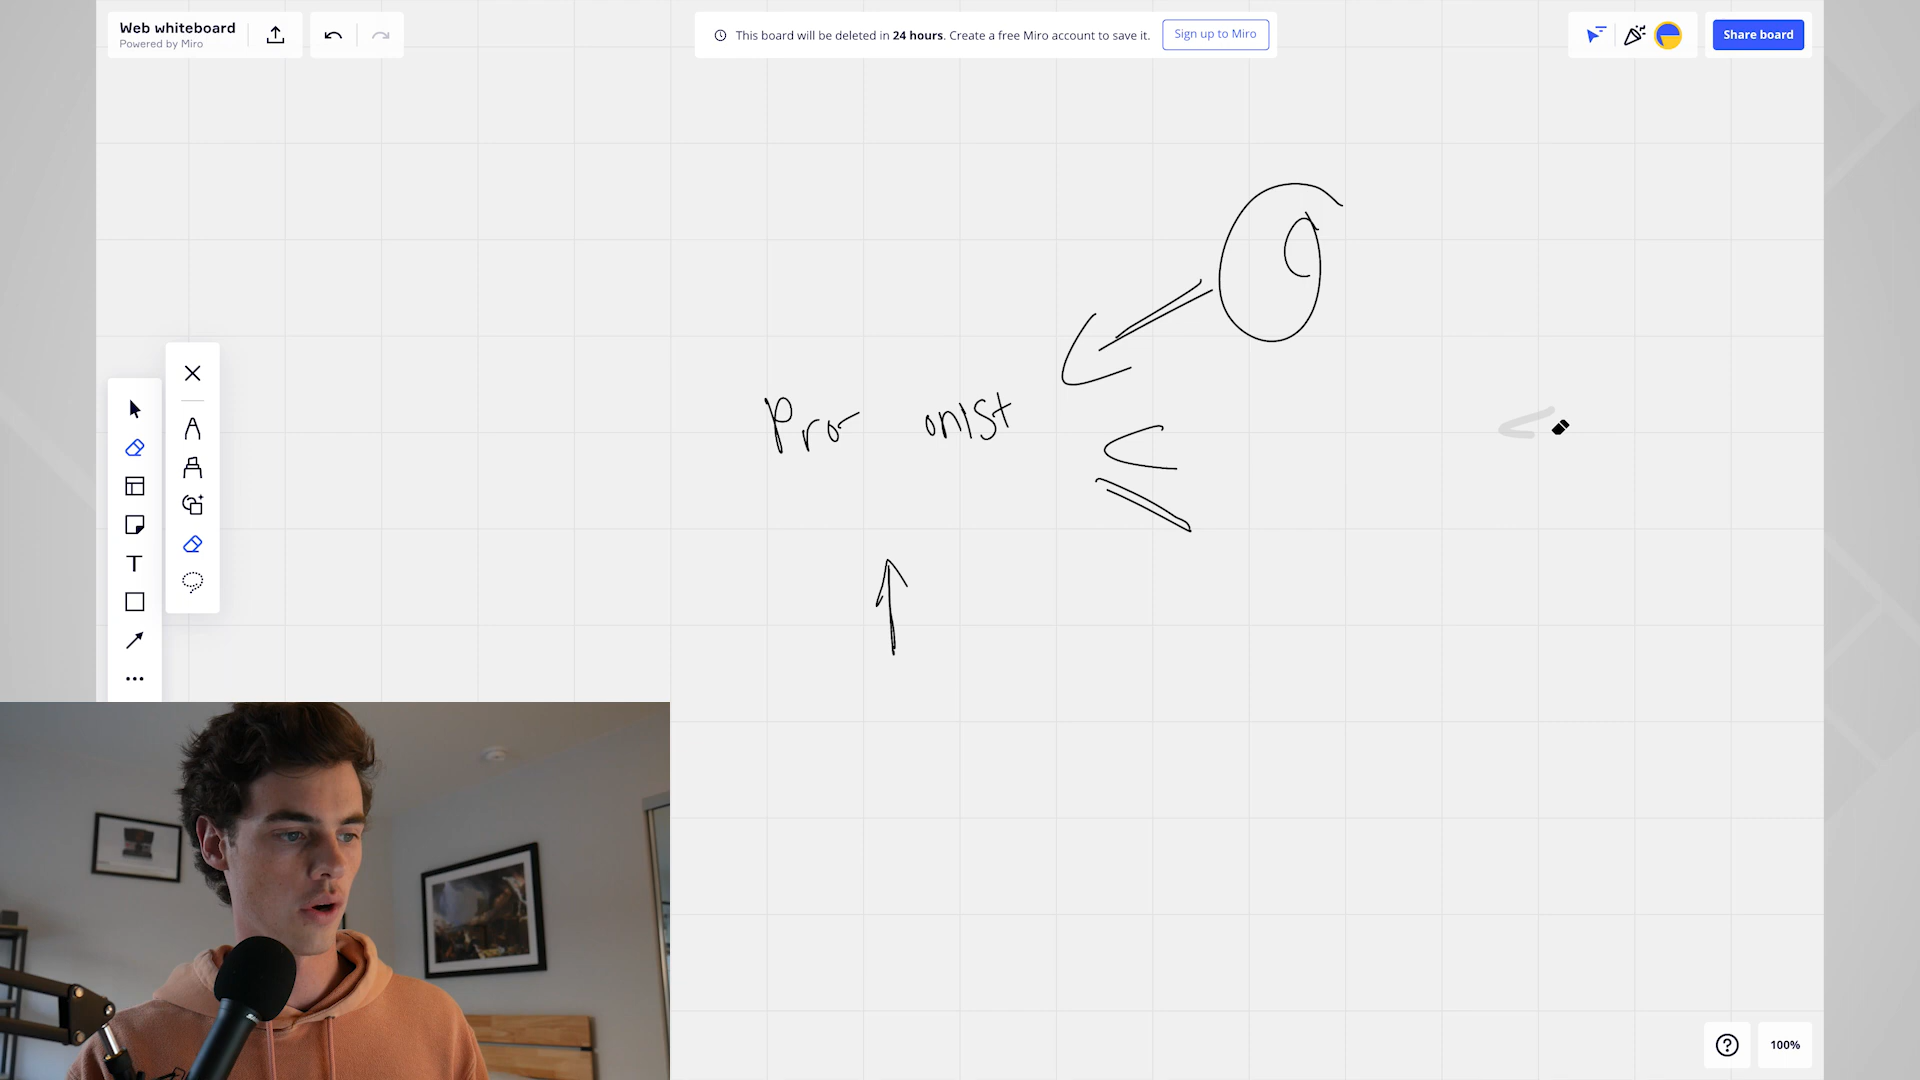 Web whiteboard
Powered by Miro
This board will be deleted in 24 hours. Create a free Miro account to save it.
Sign up to Miro
Share board
Pro onist
T
100%